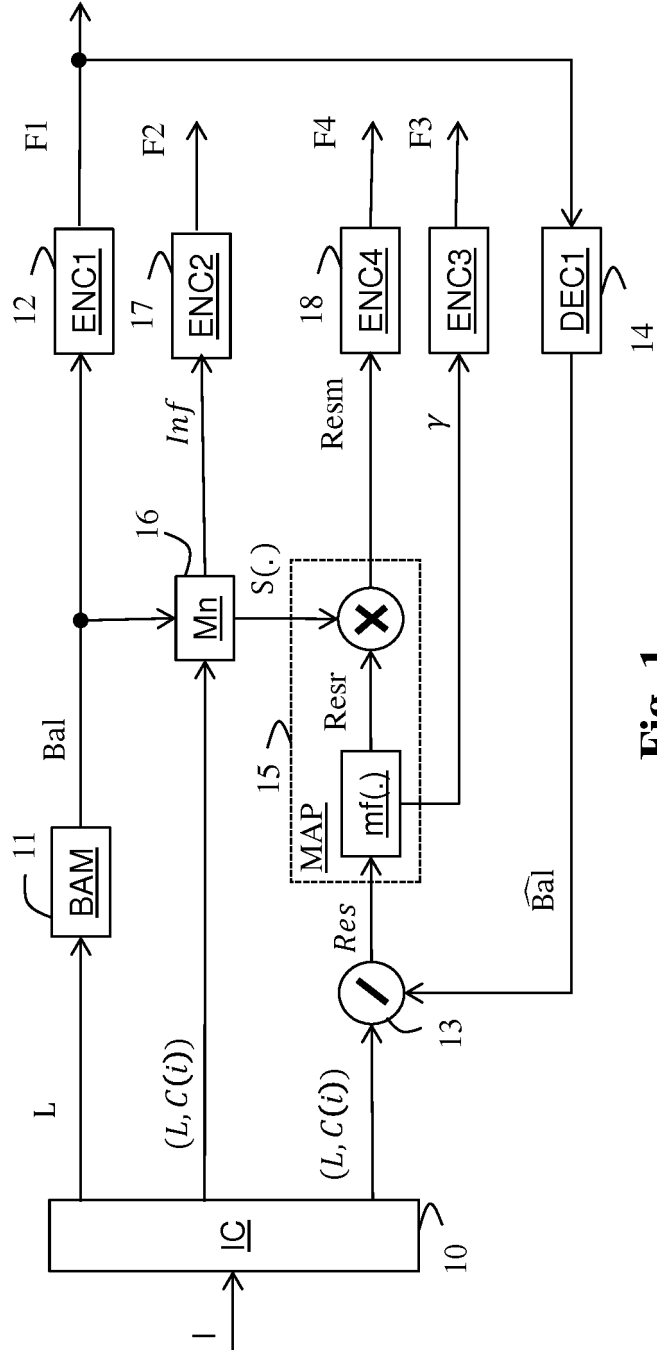 I
IC
10
L
BAM
11
Bal
ENC1
12
F1
(L, C(i))
Mn
16
Inf
ENC2
17
F2
S(.)
(L, C(i))
13
Res
MAP
15
mf(.)
Resr
Resm
ENC4
18
F4
γ
ENC3
F3
B͡al
DEC1
14
Fig. 1